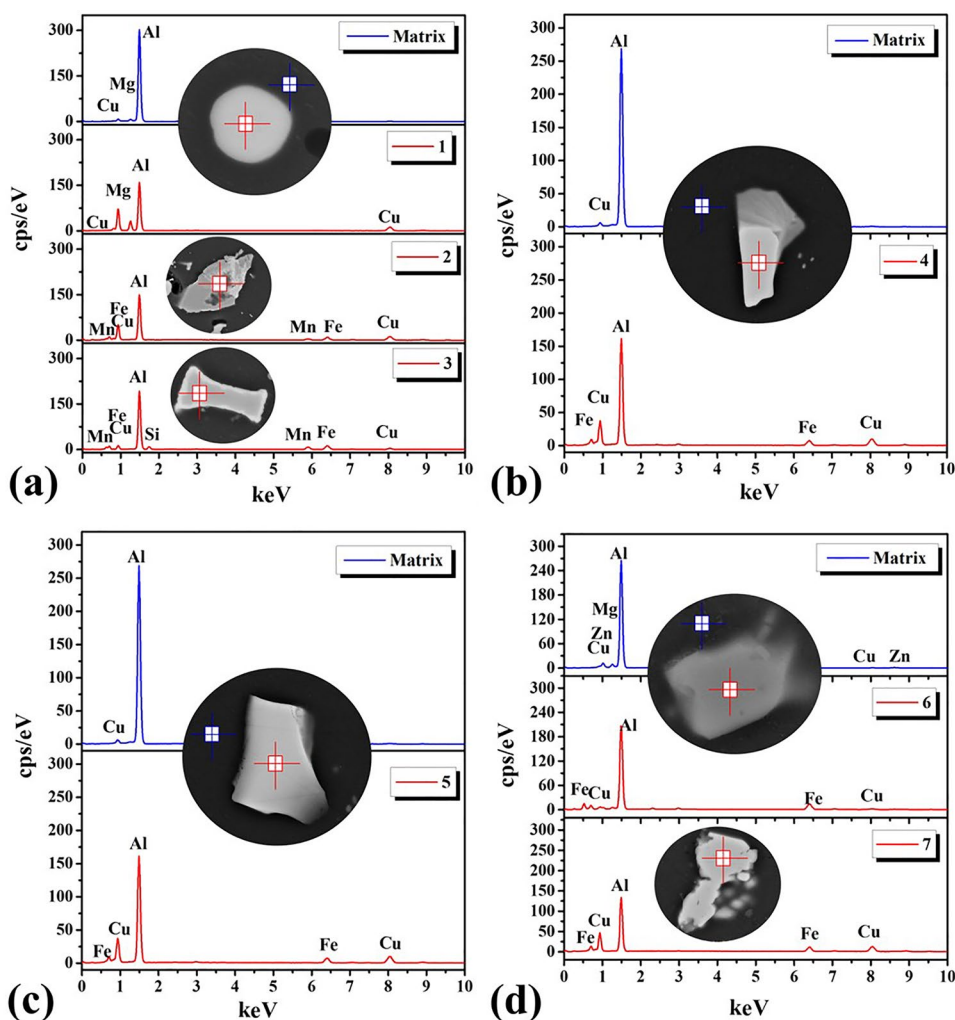 300 Al Matrix
Mg
150
Cu
0
300 1
Al
150 Mg
Cu Cu
0
300 2
Al
150 Fe
Cu
Mn Mn Fe Cu
0
300 3
Al
150 Fe
Cu
Mn Si Mn Fe Cu
0
0 1 2 3 4 5 6 7 8 9 10
cps/eV
keV
(a)
300
Al Matrix
250
200
150
100
50 Cu
0
300 4
250
200 Al
150
100
Cu
50
Fe Fe Cu
0
0 1 2 3 4 5 6 7 8 9 10
cps/eV
keV
(b)
300
Al Matrix
250
200
150
100
50 Cu
0
300 5
250
200
Al
150
100
50 Cu
Fe Fe Cu
0
0 1 2 3 4 5 6 7 8 9 10
cps/eV
keV
(c)
300 Al Matrix
240
180
120 Mg
Zn
60 Cu Cu Zn
0
300 6
240
180 Al
120
60
Fe Cu Fe Cu
0
300 7
250
200
150 Al
100
50 Cu
Fe Fe Cu
0
0 1 2 3 4 5 6 7 8 9 10
cps/eV
keV
(d)